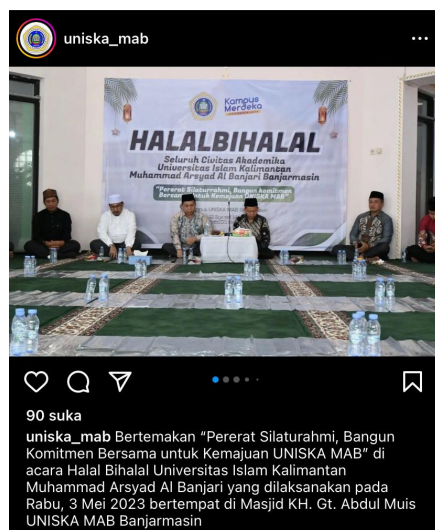 uniska_mab
Kampus
Merdeka
HALALBIHALAL
Seluruh Civitas Akademika
Universitas Islam Kalimantan
Muhammad Arsyad Al Banjari Banjarmasin
"Pererat Silaturrahmi, Bangun komitmen
Bersama untuk Kemajuan UNISKA MAB"
90 suka
uniska_mab Bertemakan “Pererat Silaturahmi, Bangun
Komitmen Bersama untuk Kemajuan UNISKA MAB” di
acara Halal Bihalal Universitas Islam Kalimantan
Muhammad Arsyad Al Banjari yang dilaksanakan pada
Rabu, 3 Mei 2023 bertempat di Masjid KH. Gt. Abdul Muis
UNISKA MAB Banjarmasin